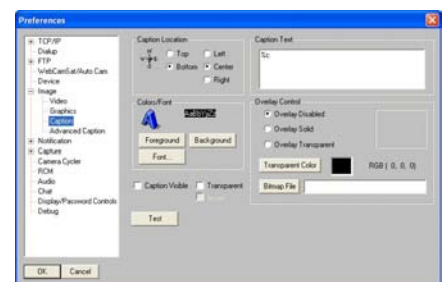 Preferences
TCP/IP
Dialup
FTP
WebCamSat/Auto Cam
Device
Image
Video
Graphics
Caption
Advanced Caption
Notification
Capture
Camera Cycler
RCM
Audio
Chat
Display/Password Controls
Debug
Caption Location
Top
Left
Bottom
Center
Right
Caption Text
%c
Colors/Font
AaBbYyZz
Foreground
Background
Font...
Overlay Control
Overlay Disabled
Overlay Solid
Overlay Transparent
Transparent Color
RGB ( 0, 0, 0)
Bitmap File
Caption Visible
Transparent
Test
OK
Cancel